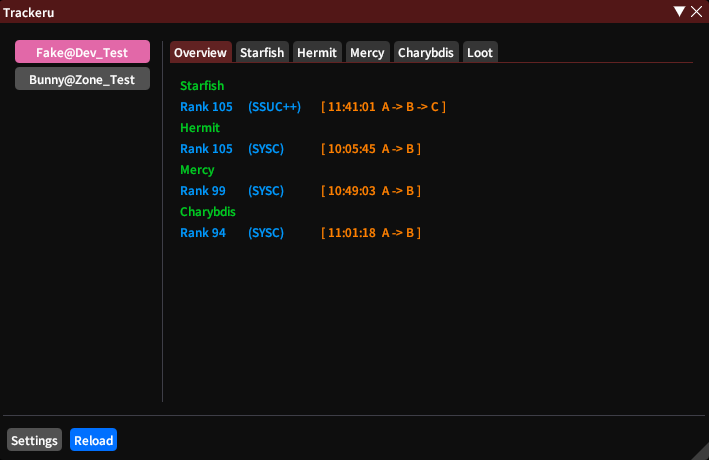 Trackeru
Fake@Dev_Test
Bunny@Zone_Test
Overview Starfish Hermit Mercy Charybdis Loot
Starfish
Rank 105 (SSUC++) [ 11:41:01 A -> B -> C ]
Hermit
Rank 105 (SYSC) [ 10:05:45 A -> B ]
Mercy
Rank 99 (SYSC) [ 10:49:03 A -> B ]
Charybdis
Rank 94 (SYSC) [ 11:01:18 A -> B ]
Settings Reload